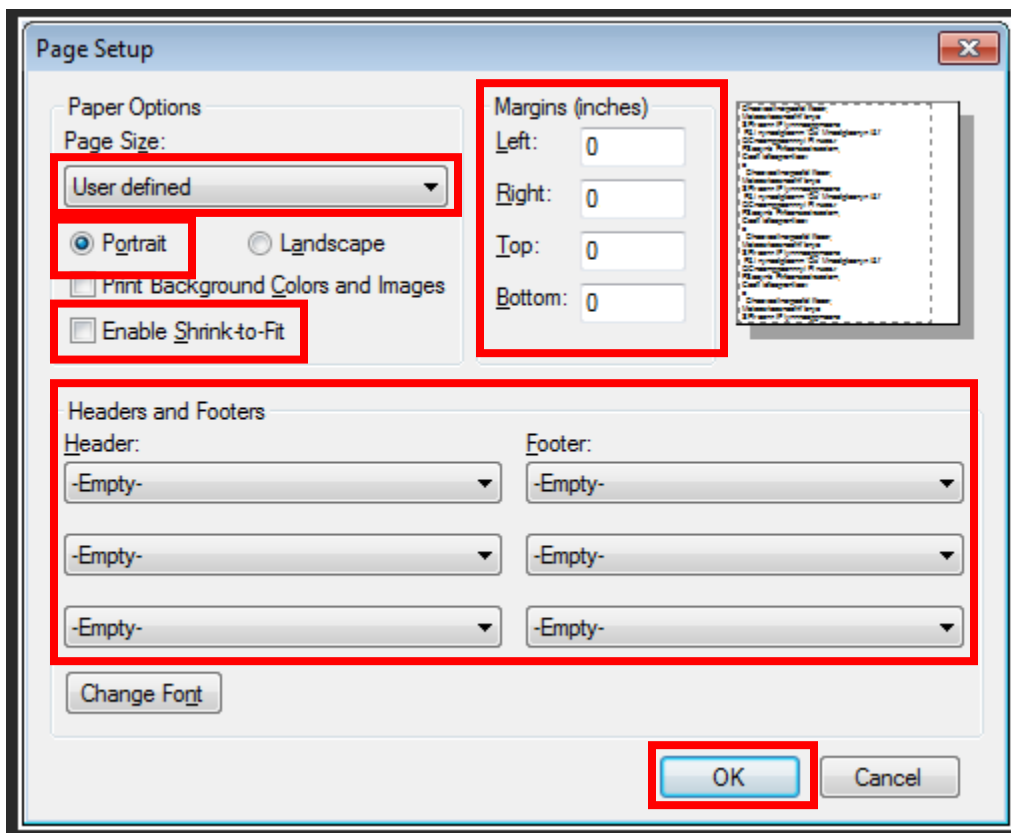 Page Setup
Paper Options
Page Size:
User defined
Portrait
Landscape
Print Background Colors and Images
Enable Shrink-to-Fit
Margins (inches)
Left: 0
Right: 0
Top: 0
Bottom: 0
Headers and Footers
Header: Footer:
-Empty- -Empty-
-Empty- -Empty-
-Empty- -Empty-
Change Font
OK Cancel